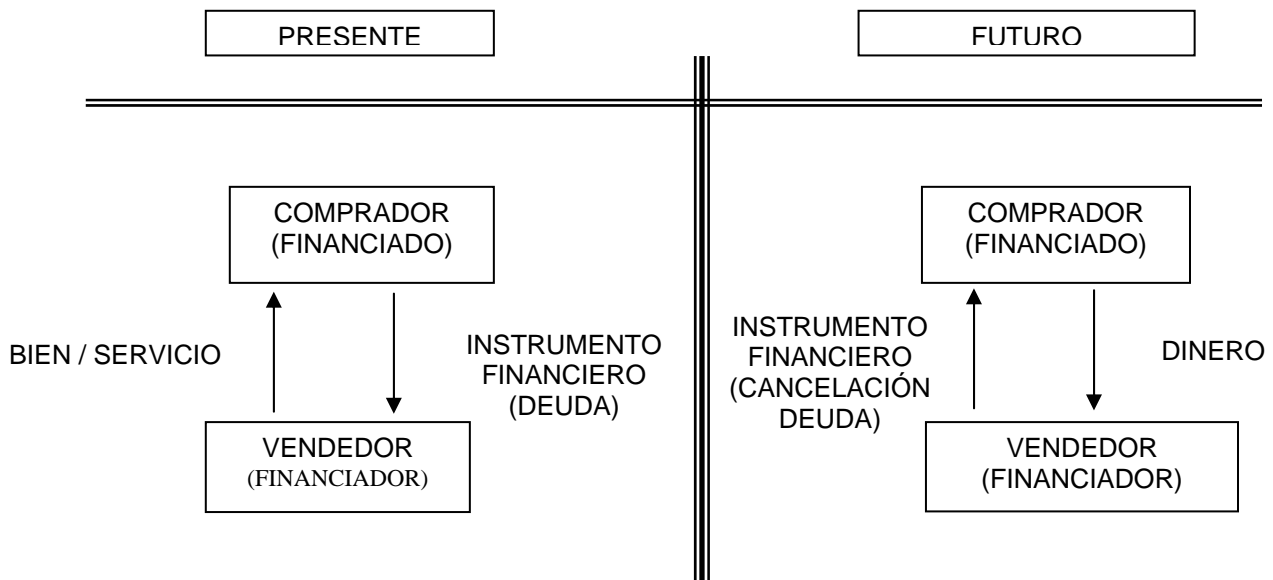 PRESENTE
FUTURO
COMPRADOR
(FINANCIADO)
BIEN / SERVICIO
INSTRUMENTO
FINANCIERO
(DEUDA)
VENDEDOR
(FINANCIADOR)
COMPRADOR
(FINANCIADO)
INSTRUMENTO
FINANCIERO
(CANCELACIÓN
DEUDA)
DINERO
VENDEDOR
(FINANCIADOR)